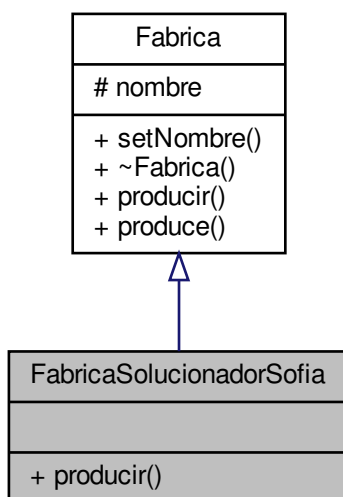 Fabrica
# nombre
+ setNombre()
+ ~Fabrica()
+ producir()
+ produce()
FabricaSolucionadorSofia
+ producir()